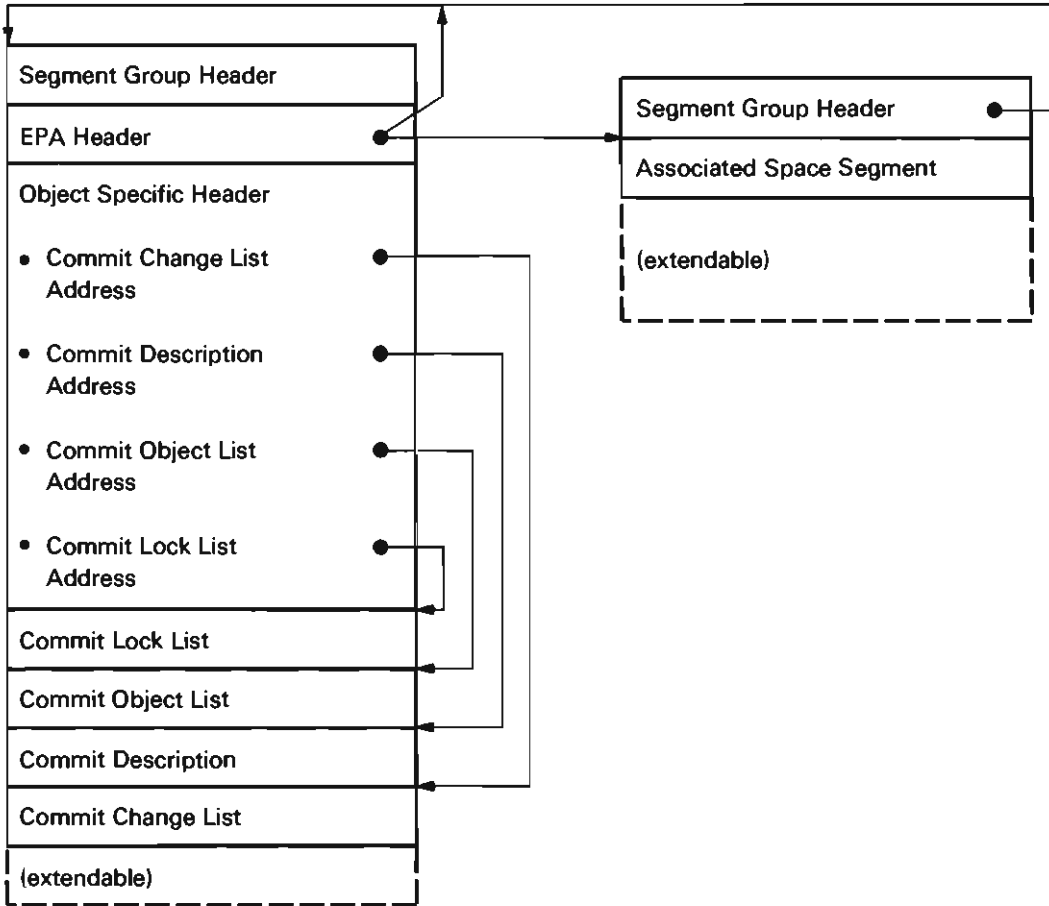 Segment Group Header
EPA Header
Object Specific Header
• Commit Change List
Address
• Commit Description
Address
• Commit Object List
Address
• Commit Lock List
Address
Commit Lock List
Commit Object List
Commit Description
Commit Change List
(extendable)
Segment Group Header
Associated Space Segment
(extendable)